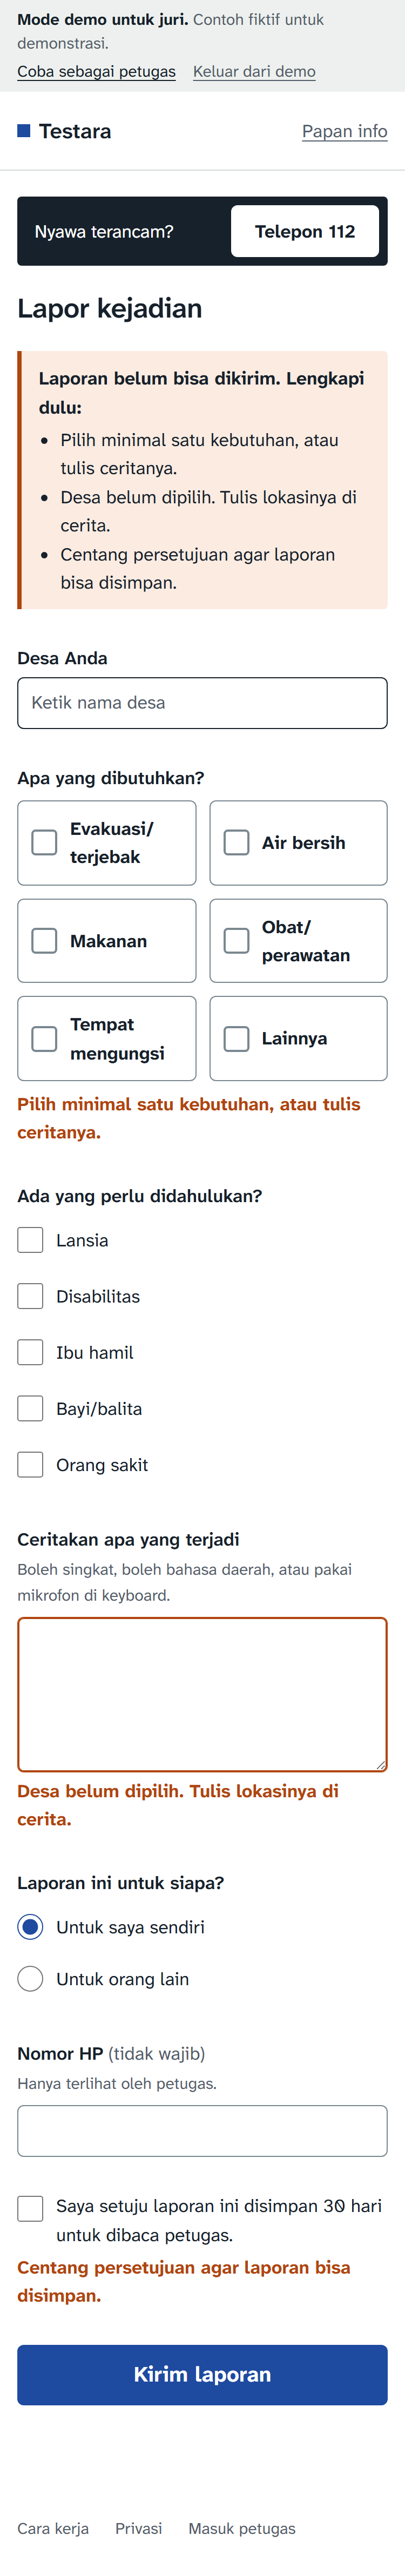 Mode demo untuk juri. Contoh fiktif untuk
demonstrasi.
Coba sebagai petugas Keluar dari demo
Testara Papan info
Nyawa terancam? Telepon 112
Lapor kejadian
Laporan belum bisa dikirim. Lengkapi
dulu:
• Pilih minimal satu kebutuhan, atau
tulis ceritanya.
• Desa belum dipilih. Tulis lokasinya di
cerita.
• Centang persetujuan agar laporan
bisa disimpan.
Desa Anda
Ketik nama desa
Apa yang dibutuhkan?
Evakuasi/
terjebak
Air bersih
Makanan
Obat/
perawatan
Tempat
mengungsi
Lainnya
Pilih minimal satu kebutuhan, atau tulis
ceritanya.
Ada yang perlu didahulukan?
Lansia
Disabilitas
Ibu hamil
Bayi/balita
Orang sakit
Ceritakan apa yang terjadi
Boleh singkat, boleh bahasa daerah, atau pakai
mikrofon di keyboard.
Desa belum dipilih. Tulis lokasinya di
cerita.
Laporan ini untuk siapa?
Untuk saya sendiri
Untuk orang lain
Nomor HP (tidak wajib)
Hanya terlihat oleh petugas.
Saya setuju laporan ini disimpan 30 hari
untuk dibaca petugas.
Centang persetujuan agar laporan bisa
disimpan.
Kirim laporan
Cara kerja Privasi Masuk petugas